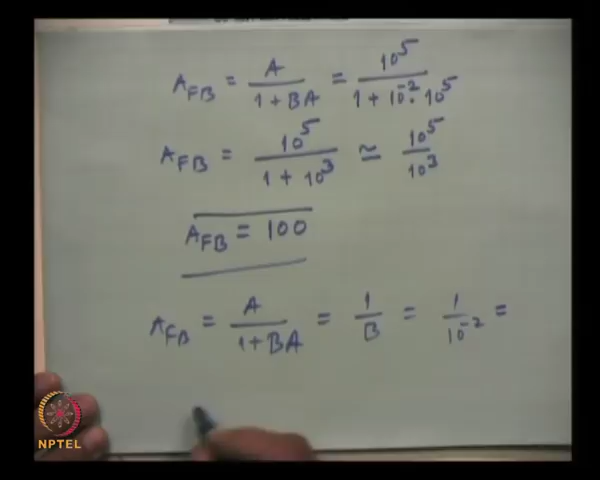 A_FB = A / (1 + BA) = 10^5 / (1 + 10^-2 · 10^5)
A_FB = 10^5 / (1 + 10^3) ≃ 10^5 / 10^3
A_FB = 100
A_FB = A / (1 + BA) = 1 / B = 1 / 10^-2 =
NPTEL